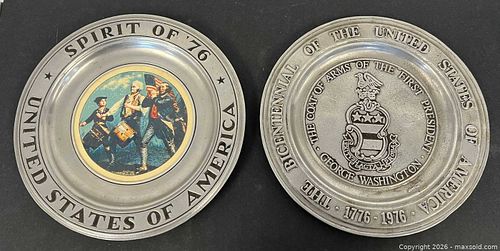 SPIRIT OF '76
UNITED STATES OF AMERICA
THE BICENTENNIAL OF THE UNITED STATES OF AMERICA
· 1776 · 1976 ·
THE COAT OF ARMS OF THE FIRST PRESIDENT
GEORGE WASHINGTON
Copyright 2026 - maxsold.com